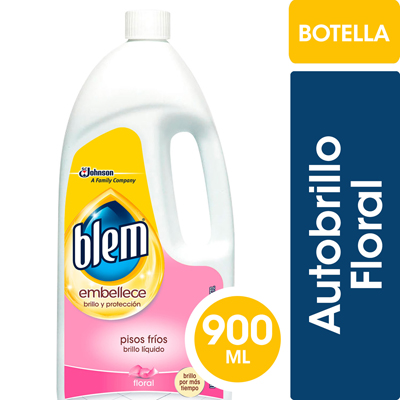 BOTELLA
SC Johnson
A Family Company
blem
embellece
brillo y protección
pisos fríos
brillo líquido
floral
brillo
por más
tiempo
900
ML
Autobrillo
Floral